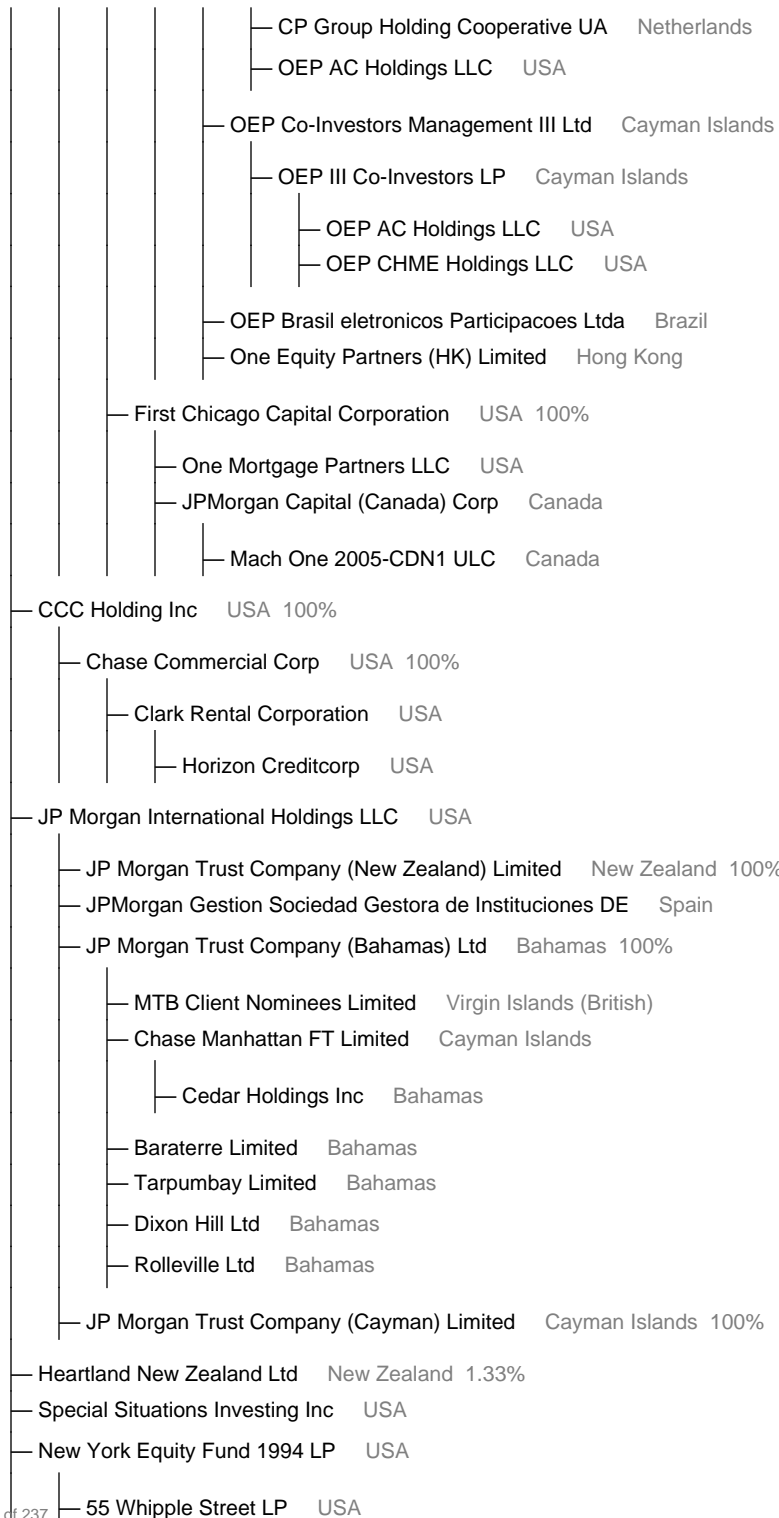 CP Group Holding Cooperative UA Netherlands
OEP AC Holdings LLC USA
OEP Co-Investors Management III Ltd Cayman Islands
OEP III Co-Investors LP Cayman Islands
OEP AC Holdings LLC USA
OEP CHME Holdings LLC USA
OEP Brasil eletronicos Participacoes Ltda Brazil
One Equity Partners (HK) Limited Hong Kong
First Chicago Capital Corporation USA 100%
One Mortgage Partners LLC USA
JPMorgan Capital (Canada) Corp Canada
Mach One 2005-CDN1 ULC Canada
CCC Holding Inc USA 100%
Chase Commercial Corp USA 100%
Clark Rental Corporation USA
Horizon Creditcorp USA
JP Morgan International Holdings LLC USA
JP Morgan Trust Company (New Zealand) Limited New Zealand 100%
JPMorgan Gestion Sociedad Gestora de Instituciones DE Spain
JP Morgan Trust Company (Bahamas) Ltd Bahamas 100%
MTB Client Nominees Limited Virgin Islands (British)
Chase Manhattan FT Limited Cayman Islands
Cedar Holdings Inc Bahamas
Baraterre Limited Bahamas
Tarpumbay Limited Bahamas
Dixon Hill Ltd Bahamas
Rolleville Ltd Bahamas
JP Morgan Trust Company (Cayman) Limited Cayman Islands 100%
Heartland New Zealand Ltd New Zealand 1.33%
Special Situations Investing Inc USA
New York Equity Fund 1994 LP USA
55 Whipple Street LP USA
of 237